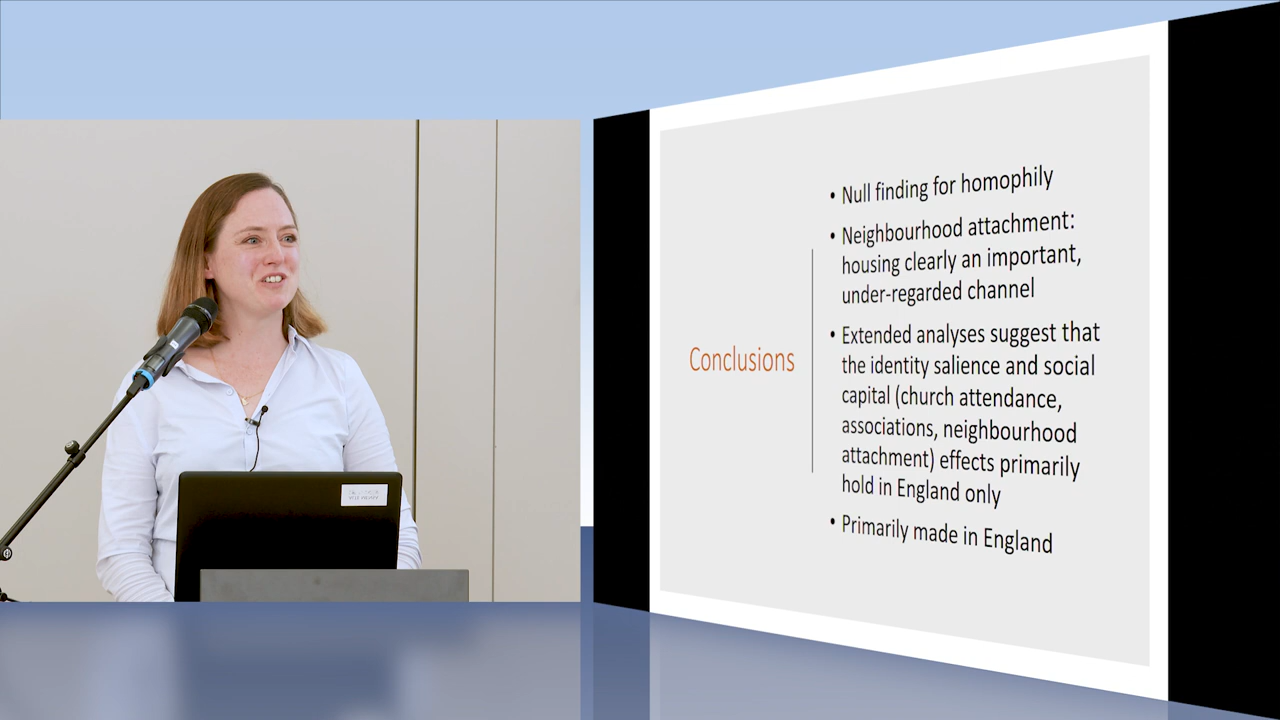 Conclusions
• Null finding for homophily
• Neighbourhood attachment:
housing clearly an important,
under-regarded channel
• Extended analyses suggest that
the identity salience and social
capital (church attendance,
associations, neighbourhood
attachment) effects primarily
hold in England only
• Primarily made in England